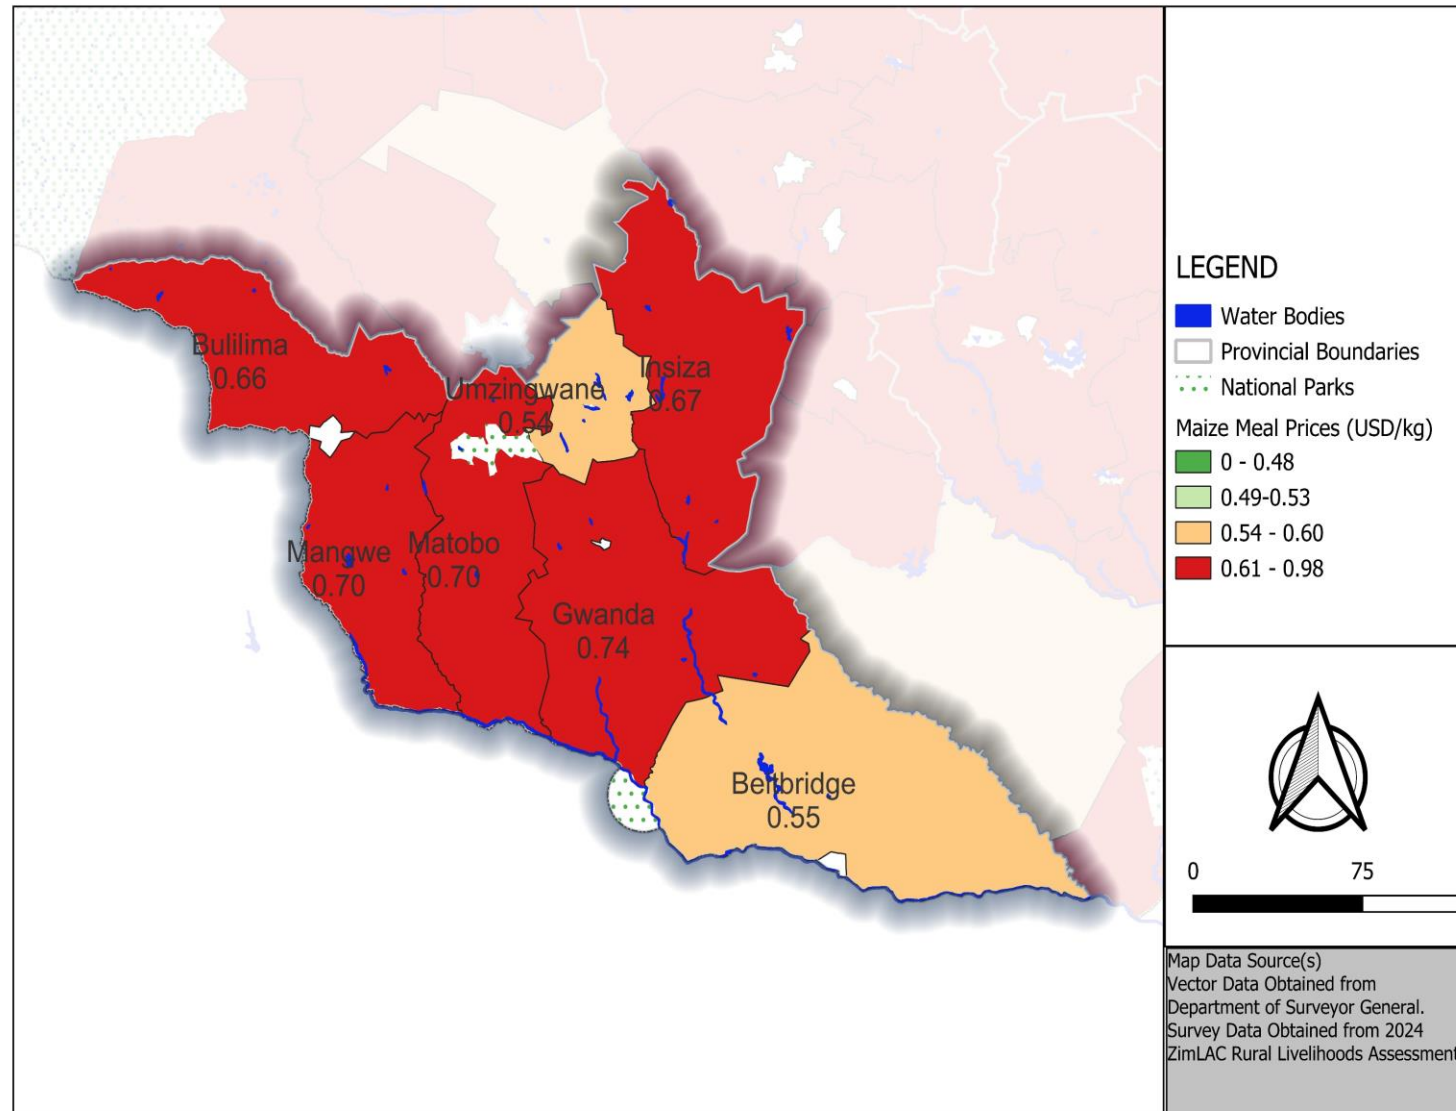 Bulilima
0.66
Umzingwane
0.54
Insiza
0.67
Mangwe
0.70
Matobo
0.70
Gwanda
0.74
Beitbridge
0.55
LEGEND
Water Bodies
Provincial Boundaries
National Parks
Maize Meal Prices (USD/kg)
0 - 0.48
0.49-0.53
0.54 - 0.60
0.61 - 0.98
0 75
Map Data Source(s)
Vector Data Obtained from
Department of Surveyor General.
Survey Data Obtained from 2024
ZimLAC Rural Livelihoods Assessment